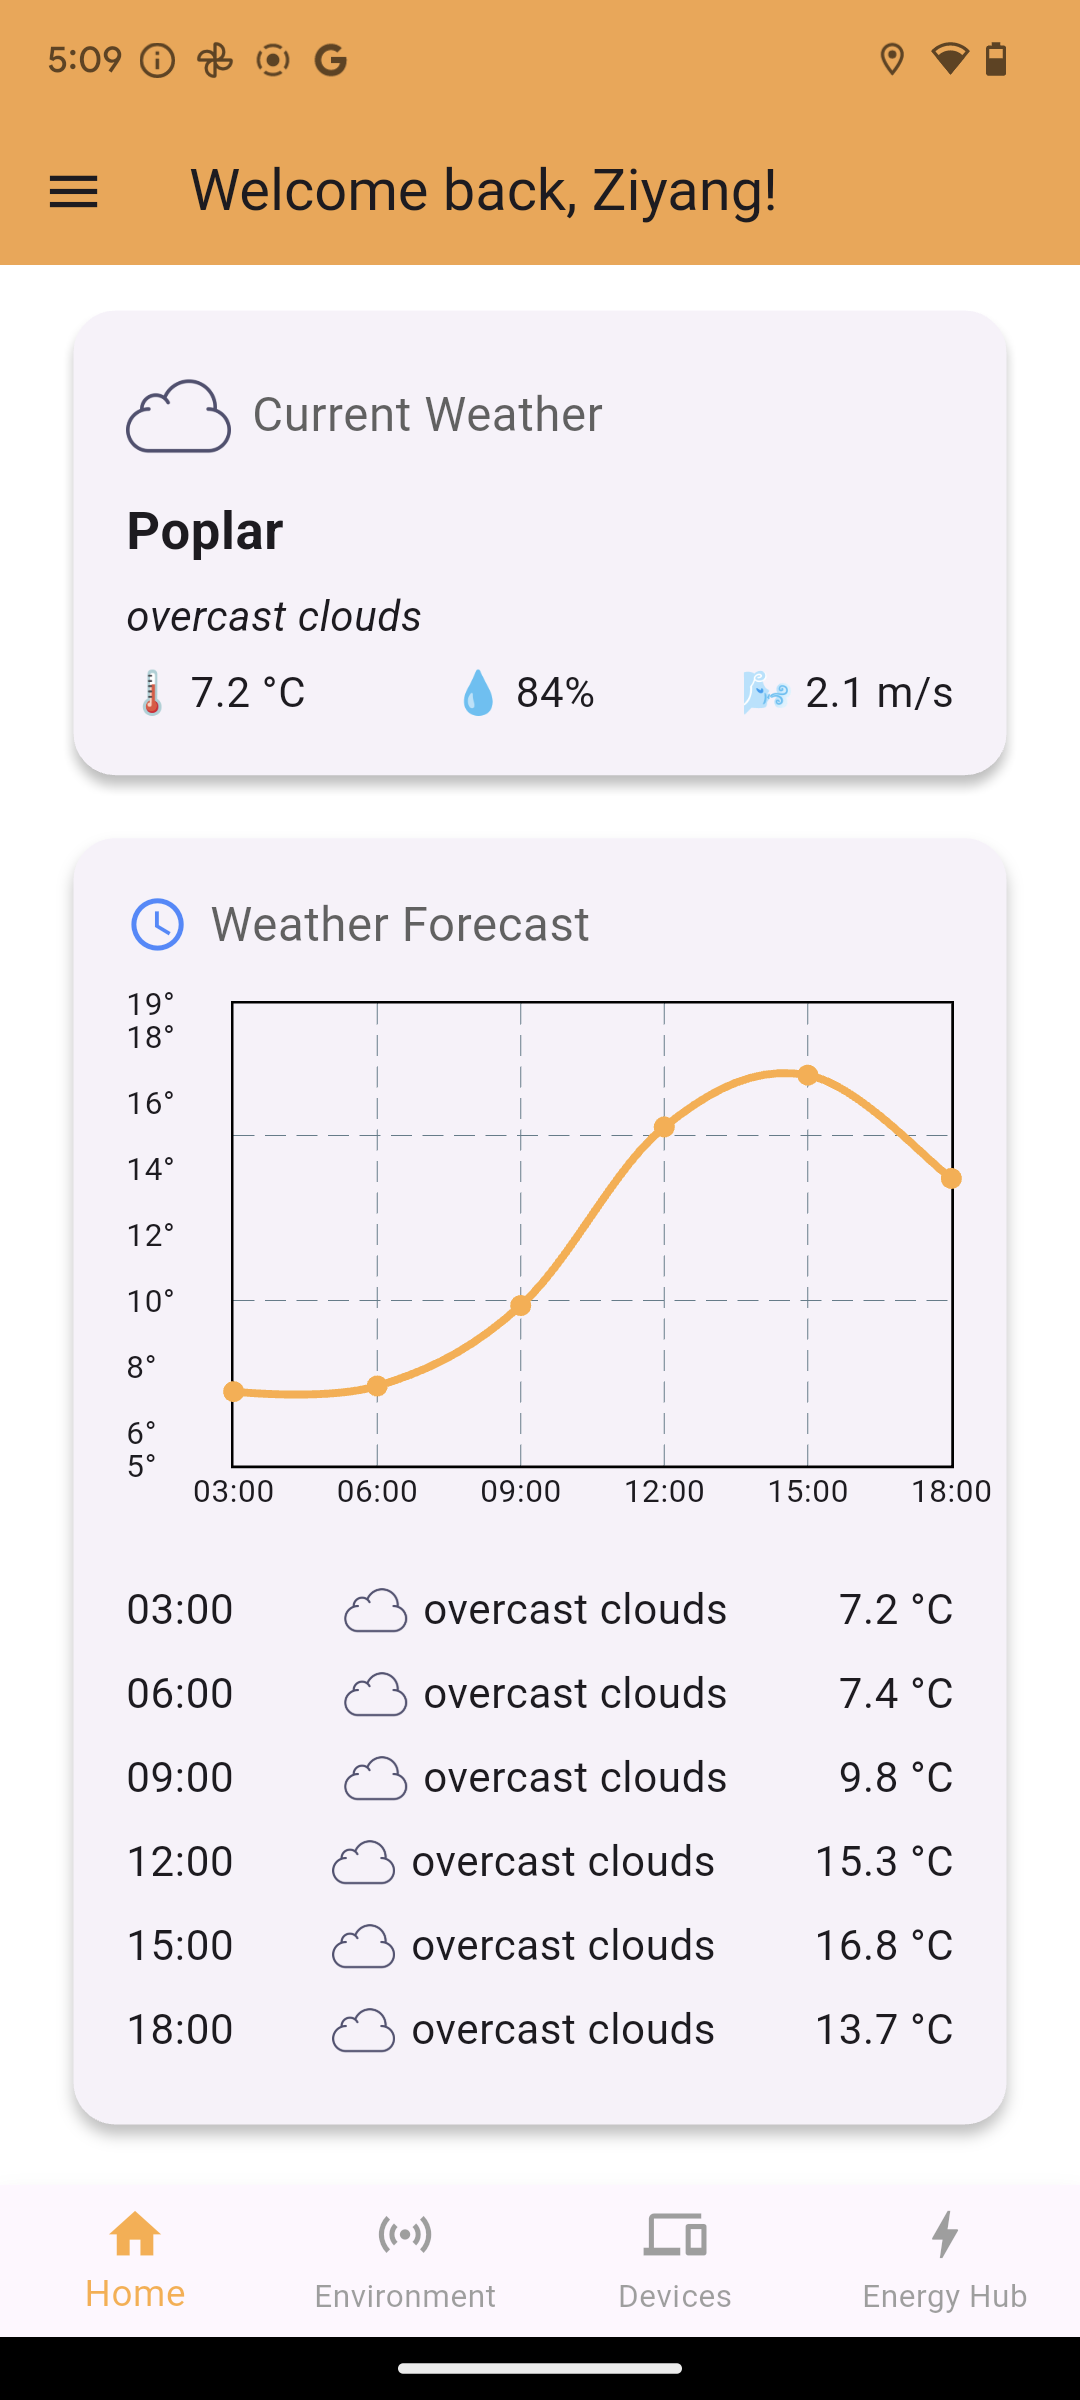 5:09
Welcome back, Ziyang!
Current Weather
Poplar
overcast clouds
7.2 °C 84% 2.1 m/s
Weather Forecast
19°
18°
16°
14°
12°
10°
8°
6°
5°
03:00 06:00 09:00 12:00 15:00 18:00
03:00 overcast clouds 7.2 °C
06:00 overcast clouds 7.4 °C
09:00 overcast clouds 9.8 °C
12:00 overcast clouds 15.3 °C
15:00 overcast clouds 16.8 °C
18:00 overcast clouds 13.7 °C
Home Environment Devices Energy Hub